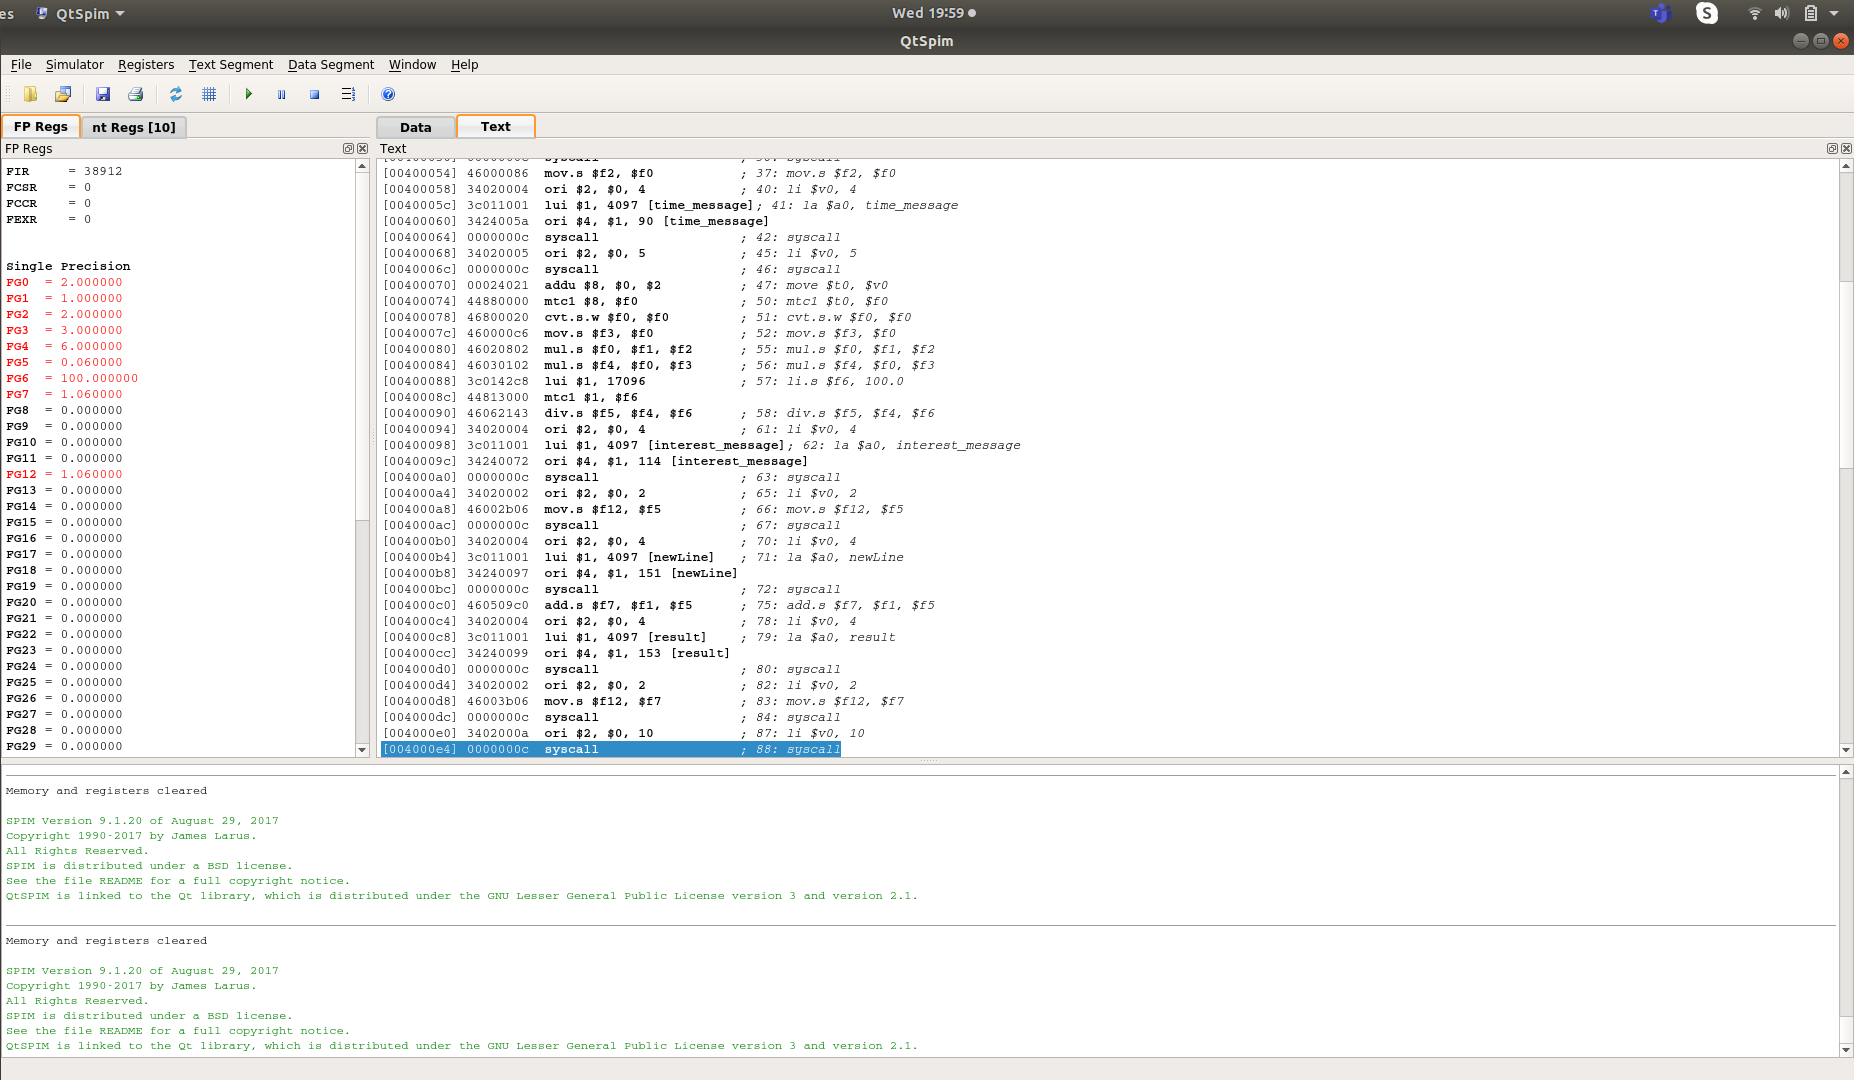 es QtSpim Wed 19:59
QtSpim
File Simulator Registers Text Segment Data Segment Window Help
FP Regs nt Regs [10]
FP Regs
FIR = 38912
FCSR = 0
FCCR = 0
FEXR = 0
Single Precision
FG0 = 2.000000
FG1 = 1.000000
FG2 = 2.000000
FG3 = 3.000000
FG4 = 6.000000
FG5 = 0.060000
FG6 = 100.000000
FG7 = 1.060000
FG8 = 0.000000
FG9 = 0.000000
FG10 = 0.000000
FG11 = 0.000000
FG12 = 1.060000
FG13 = 0.000000
FG14 = 0.000000
FG15 = 0.000000
FG16 = 0.000000
FG17 = 0.000000
FG18 = 0.000000
FG19 = 0.000000
FG20 = 0.000000
FG21 = 0.000000
FG22 = 0.000000
FG23 = 0.000000
FG24 = 0.000000
FG25 = 0.000000
FG26 = 0.000000
FG27 = 0.000000
FG28 = 0.000000
FG29 = 0.000000
Data Text
Text
[00400054] 46000086 mov.s $f2, $f0 ; 37: mov.s $f2, $f0
[00400058] 34020004 ori $2, $0, 4 ; 40: li $v0, 4
[0040005c] 3c011001 lui $1, 4097 [time_message]; 41: la $a0, time_message
[00400060] 3424005a ori $4, $1, 90 [time_message]
[00400064] 0000000c syscall ; 42: syscall
[00400068] 34020005 ori $2, $0, 5 ; 45: li $v0, 5
[0040006c] 0000000c syscall ; 46: syscall
[00400070] 00024021 addu $8, $0, $2 ; 47: move $t0, $v0
[00400074] 44880000 mtc1 $8, $f0 ; 50: mtc1 $t0, $f0
[00400078] 46800020 cvt.s.w $f0, $f0 ; 51: cvt.s.w $f0, $f0
[0040007c] 460000c6 mov.s $f3, $f0 ; 52: mov.s $f3, $f0
[00400080] 46020802 mul.s $f0, $f1, $f2 ; 55: mul.s $f0, $f1, $f2
[00400084] 46030102 mul.s $f4, $f0, $f3 ; 56: mul.s $f4, $f0, $f3
[00400088] 3c0142c8 lui $1, 17096 ; 57: li.s $f6, 100.0
[0040008c] 44813000 mtc1 $1, $f6
[00400090] 46062143 div.s $f5, $f4, $f6 ; 58: div.s $f5, $f4, $f6
[00400094] 34020004 ori $2, $0, 4 ; 61: li $v0, 4
[00400098] 3c011001 lui $1, 4097 [interest_message]; 62: la $a0, interest_message
[0040009c] 34240072 ori $4, $1, 114 [interest_message]
[004000a0] 0000000c syscall ; 63: syscall
[004000a4] 34020002 ori $2, $0, 2 ; 65: li $v0, 2
[004000a8] 46002b06 mov.s $f12, $f5 ; 66: mov.s $f12, $f5
[004000ac] 0000000c syscall ; 67: syscall
[004000b0] 34020004 ori $2, $0, 4 ; 70: li $v0, 4
[004000b4] 3c011001 lui $1, 4097 [newLine] ; 71: la $a0, newLine
[004000b8] 34240097 ori $4, $1, 151 [newLine]
[004000bc] 0000000c syscall ; 72: syscall
[004000c0] 460509c0 add.s $f7, $f1, $f5 ; 75: add.s $f7, $f1, $f5
[004000c4] 34020004 ori $2, $0, 4 ; 78: li $v0, 4
[004000c8] 3c011001 lui $1, 4097 [result] ; 79: la $a0, result
[004000cc] 34240099 ori $4, $1, 153 [result]
[004000d0] 0000000c syscall ; 80: syscall
[004000d4] 34020002 ori $2, $0, 2 ; 82: li $v0, 2
[004000d8] 46003b06 mov.s $f12, $f7 ; 83: mov.s $f12, $f7
[004000dc] 0000000c syscall ; 84: syscall
[004000e0] 3402000a ori $2, $0, 10 ; 87: li $v0, 10
[004000e4] 0000000c syscall ; 88: syscall
Memory and registers cleared
SPIM Version 9.1.20 of August 29, 2017
Copyright 1990-2017 by James Larus.
All Rights Reserved.
SPIM is distributed under a BSD license.
See the file README for a full copyright notice.
QtSPIM is linked to the Qt library, which is distributed under the GNU Lesser General Public License version 3 and version 2.1.
Memory and registers cleared
SPIM Version 9.1.20 of August 29, 2017
Copyright 1990-2017 by James Larus.
All Rights Reserved.
SPIM is distributed under a BSD license.
See the file README for a full copyright notice.
QtSPIM is linked to the Qt library, which is distributed under the GNU Lesser General Public License version 3 and version 2.1.